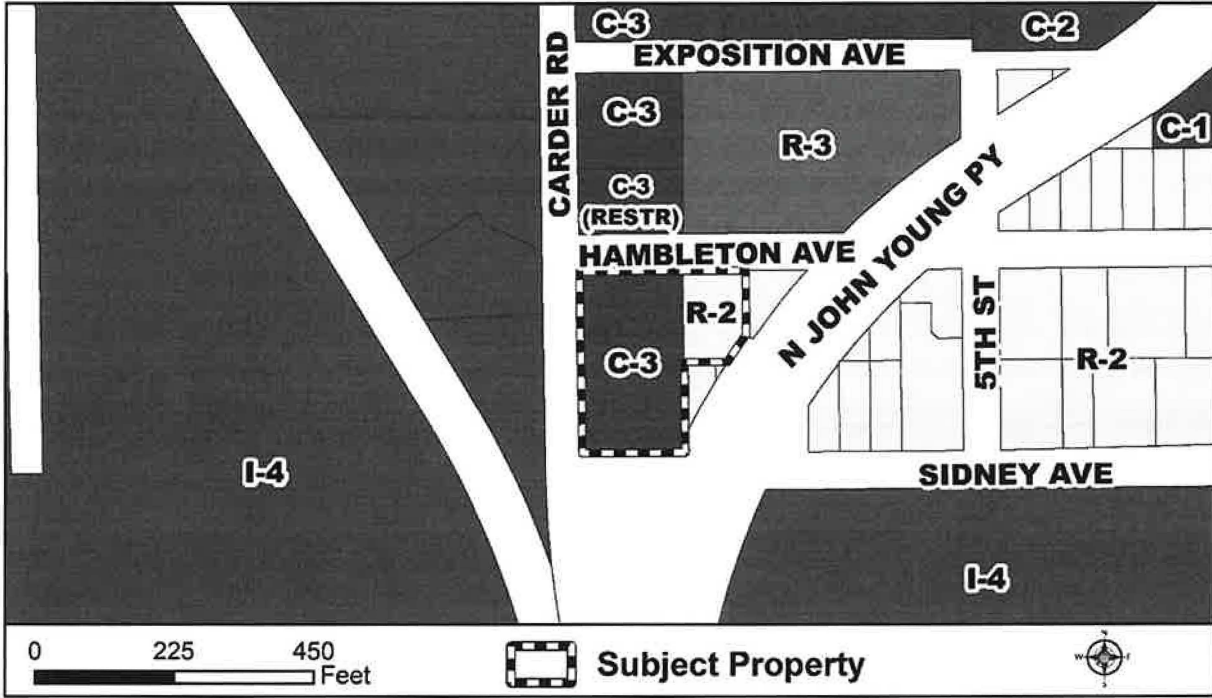 C-3
C-2
EXPOSITION AVE
CARDER RD
C-3
R-3
C-1
C-3
(RESTR)
HAMBLETON AVE
N JOHN YOUNG PY
R-2
C-3
5TH ST
R-2
I-4
SIDNEY AVE
I-4
0 225 450
Feet
Subject Property
W